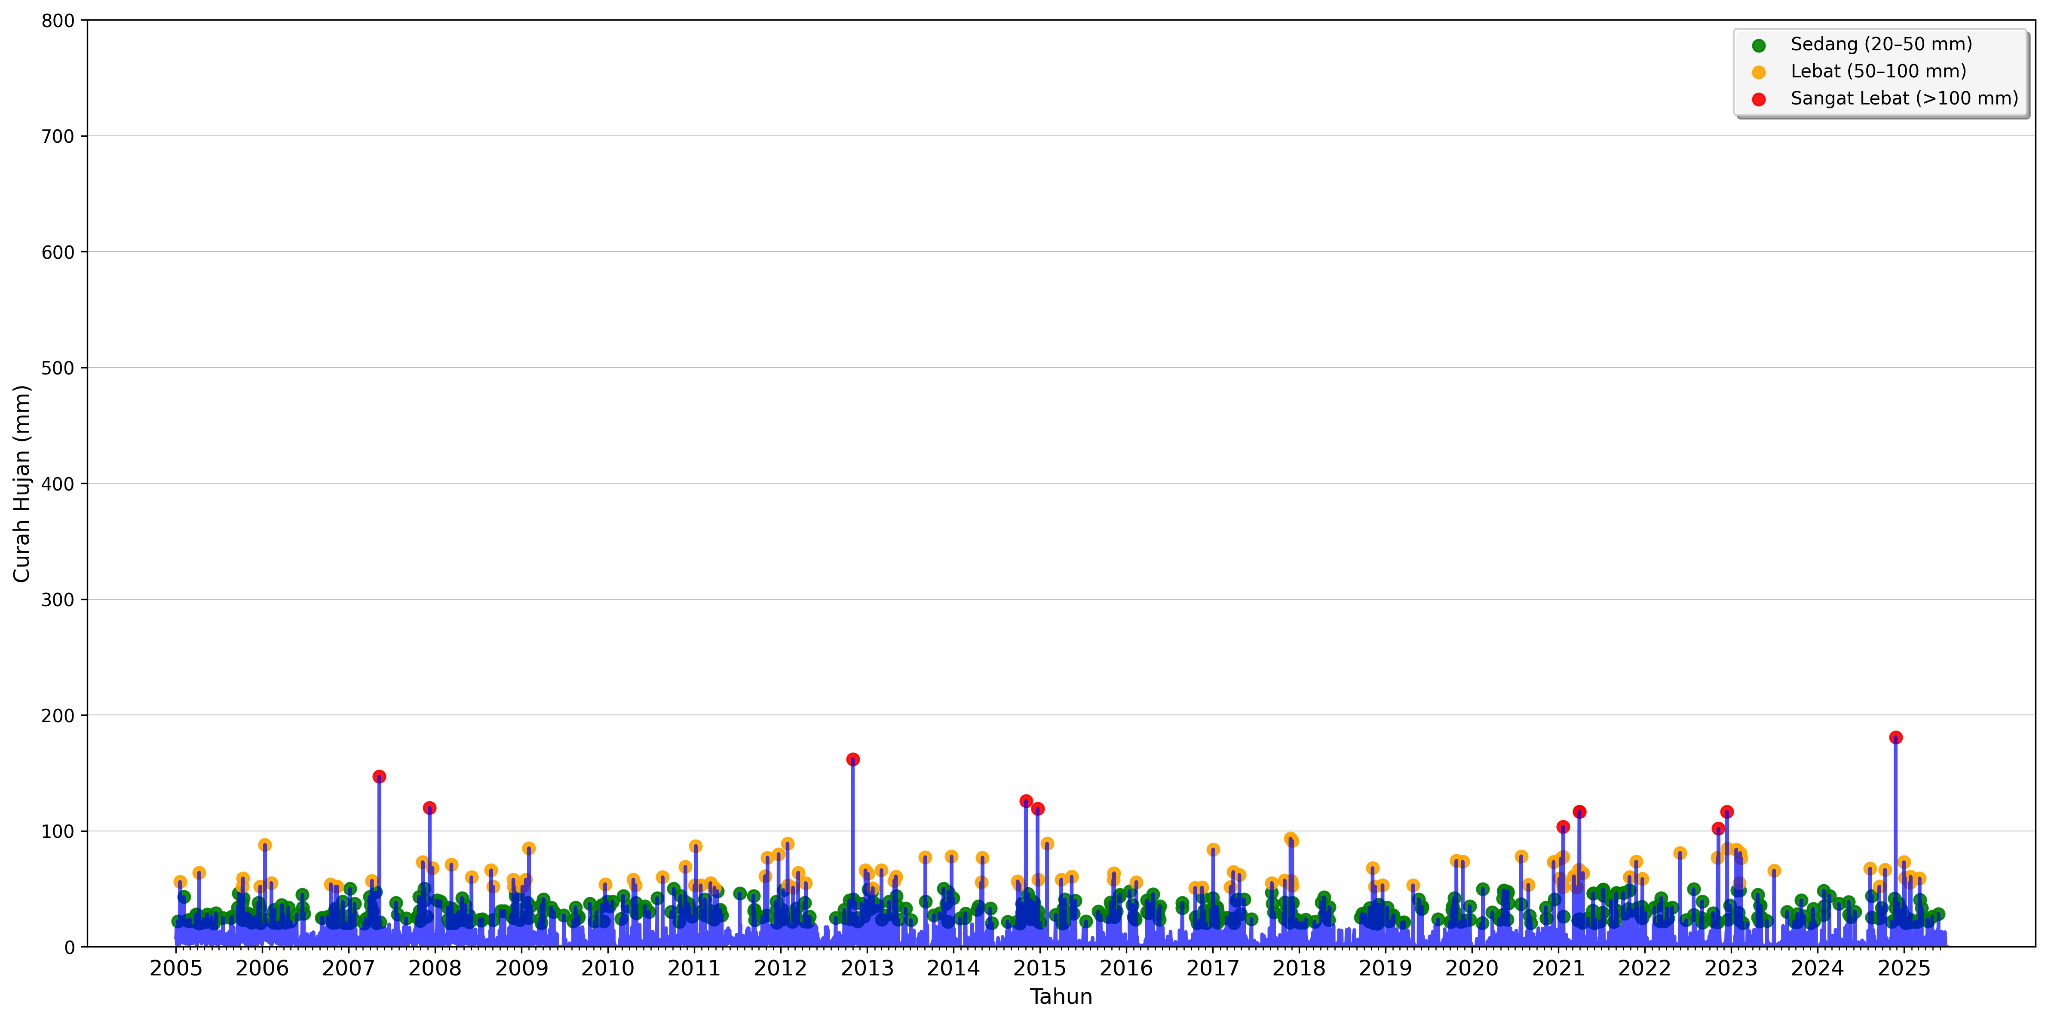 800
700
600
500
400
300
200
100
0
Curah Hujan (mm)
Sedang (20–50 mm)
Lebat (50–100 mm)
Sangat Lebat (>100 mm)
2005 2006 2007 2008 2009 2010 2011 2012 2013 2014 2015 2016 2017 2018 2019 2020 2021 2022 2023 2024 2025
Tahun